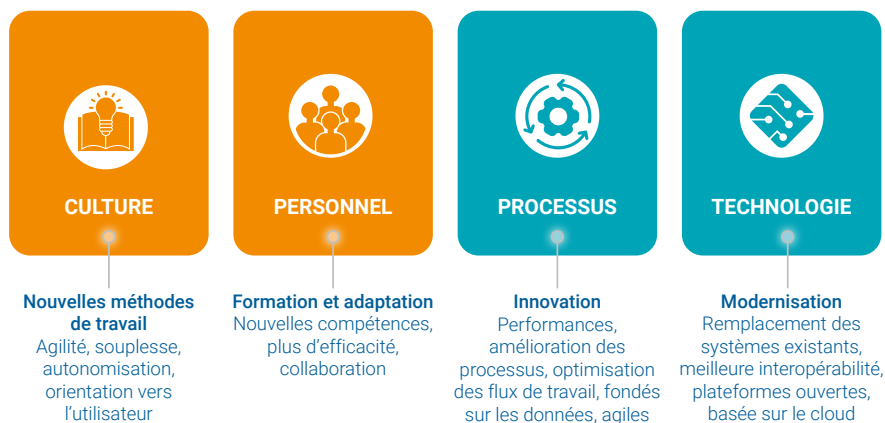 CULTURE
Nouvelles méthodes
de travail
Agilité, souplesse,
autonomisation,
orientation vers
l’utilisateur
PERSONNEL
Formation et adaptation
Nouvelles compétences,
plus d’efficacité,
collaboration
PROCESSUS
Innovation
Performances,
amélioration des
processus, optimisation
des flux de travail, fondés
sur les données, agiles
TECHNOLOGIE
Modernisation
Remplacement des
systèmes existants,
meilleure interopérabilité,
plateformes ouvertes,
basée sur le cloud